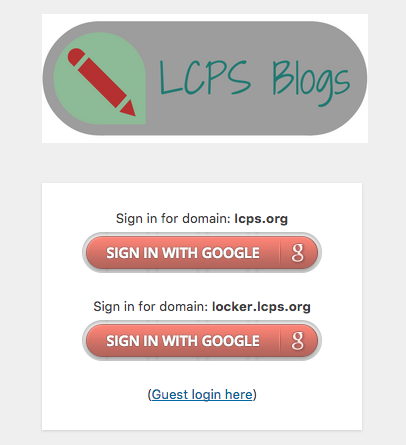 LCPS Blogs
Sign in for domain: lcps.org
SIGN IN WITH GOOGLE g
Sign in for domain: locker.lcps.org
SIGN IN WITH GOOGLE g
(Guest login here)